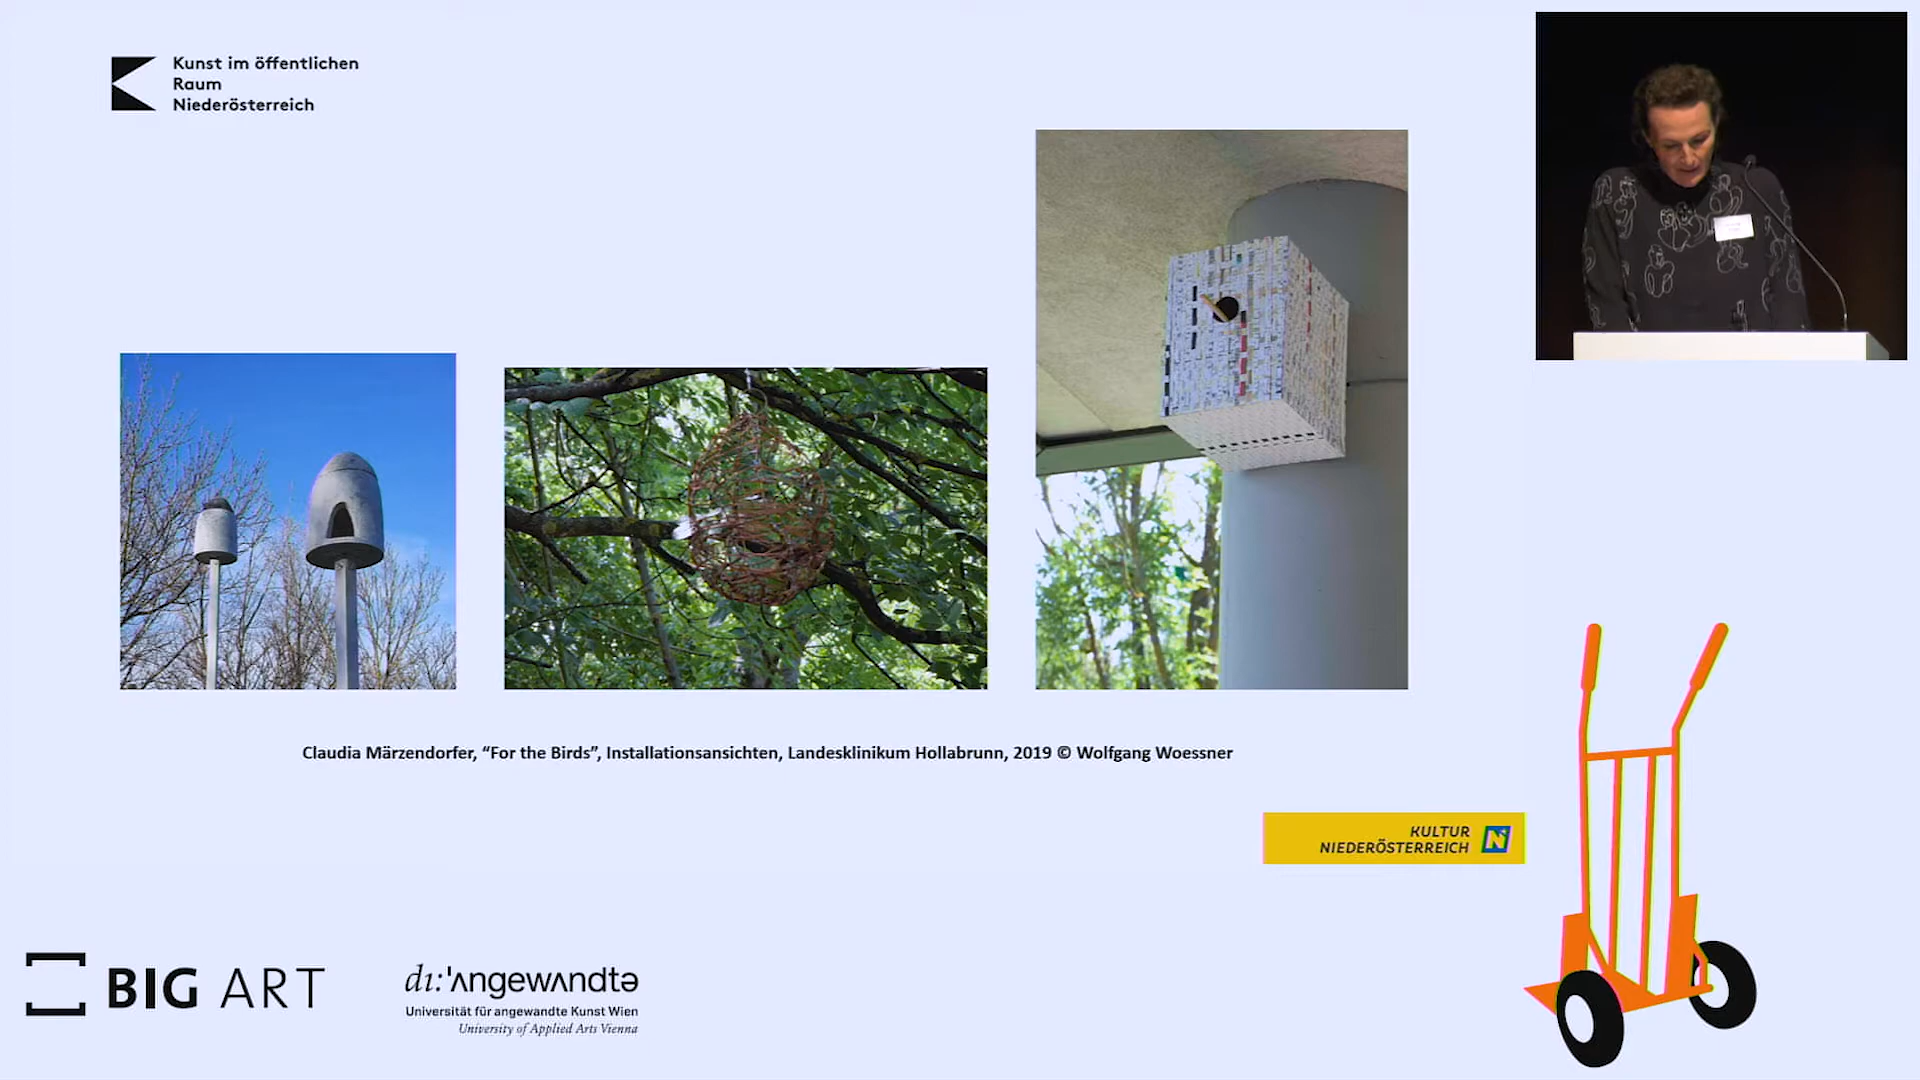 Kunst im öffentlichen
Raum
Niederösterreich
Claudia Märzendorfer, “For the Birds”, Installationsansichten, Landesklinikum Hollabrunn, 2019 © Wolfgang Woessner
KULTUR
NIEDERÖSTERREICH
N
BIG ART
dı:ˈʌngewʌndtə
Universität für angewandte Kunst Wien
University of Applied Arts Vienna